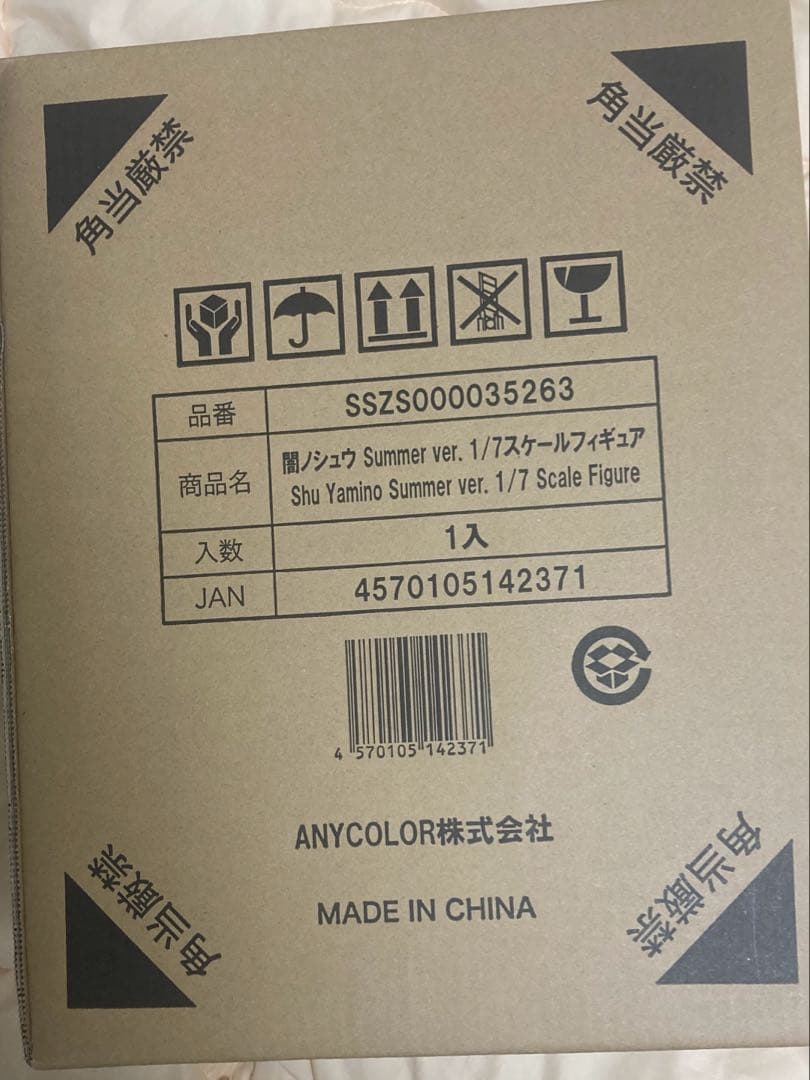 角当厳禁
角当厳禁
品番 SSZS000035263
商品名 闇ノシュウ Summer ver. 1/7スケールフィギュア
Shu Yamino Summer ver. 1/7 Scale Figure
入数 1入
JAN 4570105142371
4 570105 142371
ANYCOLOR株式会社
MADE IN CHINA
角当厳禁
角当厳禁